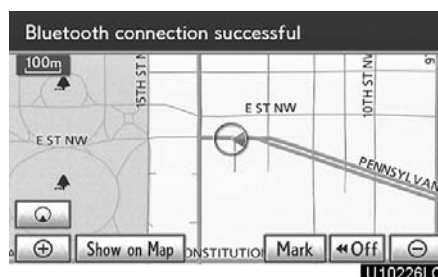 Bluetooth connection successful
100m
15TH ST N
10TH ST N
E ST NW
E ST NW
PENNSYLVAN
Show on Map
ONSTITUTIO
Mark
Off
U10226LC